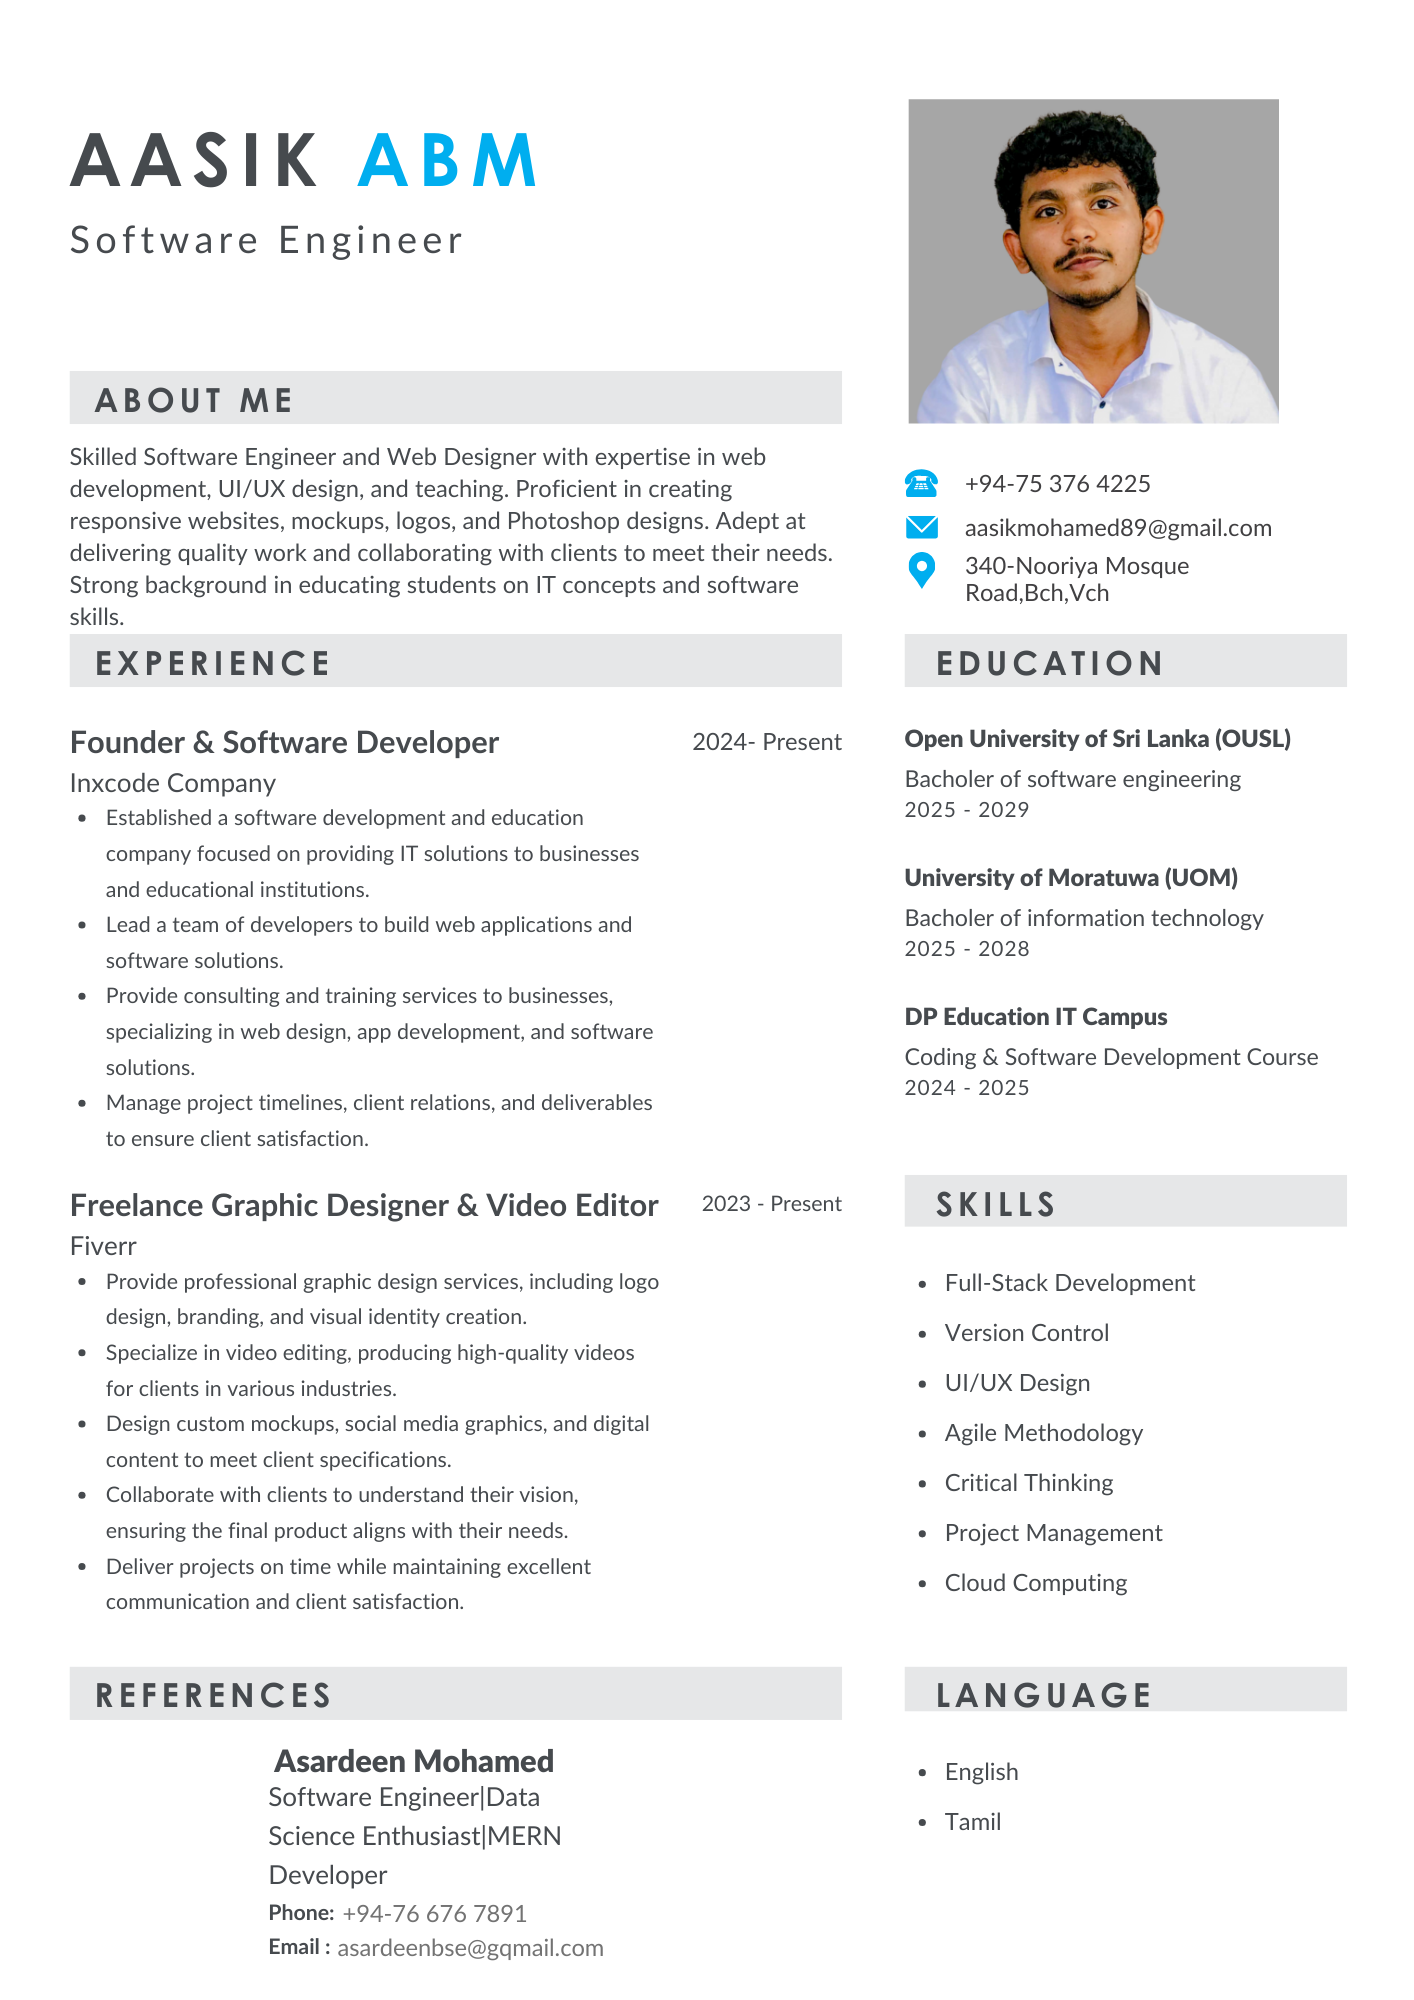 AASIK ABM
Software Engineer
ABOUT ME
Skilled Software Engineer and Web Designer with expertise in web
development, UI/UX design, and teaching. Proficient in creating
responsive websites, mockups, logos, and Photoshop designs. Adept at
delivering quality work and collaborating with clients to meet their needs.
Strong background in educating students on IT concepts and software
skills.
+94-75 376 4225
aasikmohamed89@gmail.com
340-Nooriya Mosque
Road,Bch,Vch
EXPERIENCE
Founder & Software Developer 2024- Present
Inxcode Company
• Established a software development and education
company focused on providing IT solutions to businesses
and educational institutions.
• Lead a team of developers to build web applications and
software solutions.
• Provide consulting and training services to businesses,
specializing in web design, app development, and software
solutions.
• Manage project timelines, client relations, and deliverables
to ensure client satisfaction.
Freelance Graphic Designer & Video Editor 2023 - Present
Fiverr
• Provide professional graphic design services, including logo
design, branding, and visual identity creation.
• Specialize in video editing, producing high-quality videos
for clients in various industries.
• Design custom mockups, social media graphics, and digital
content to meet client specifications.
• Collaborate with clients to understand their vision,
ensuring the final product aligns with their needs.
• Deliver projects on time while maintaining excellent
communication and client satisfaction.
EDUCATION
Open University of Sri Lanka (OUSL)
Bacholer of software engineering
2025 - 2029
University of Moratuwa (UOM)
Bacholer of information technology
2025 - 2028
DP Education IT Campus
Coding & Software Development Course
2024 - 2025
SKILLS
• Full-Stack Development
• Version Control
• UI/UX Design
• Agile Methodology
• Critical Thinking
• Project Management
• Cloud Computing
REFERENCES
Asardeen Mohamed
Software Engineer|Data
Science Enthusiast|MERN
Developer
Phone: +94-76 676 7891
Email : asardeenbse@gqmail.com
LANGUAGE
• English
• Tamil